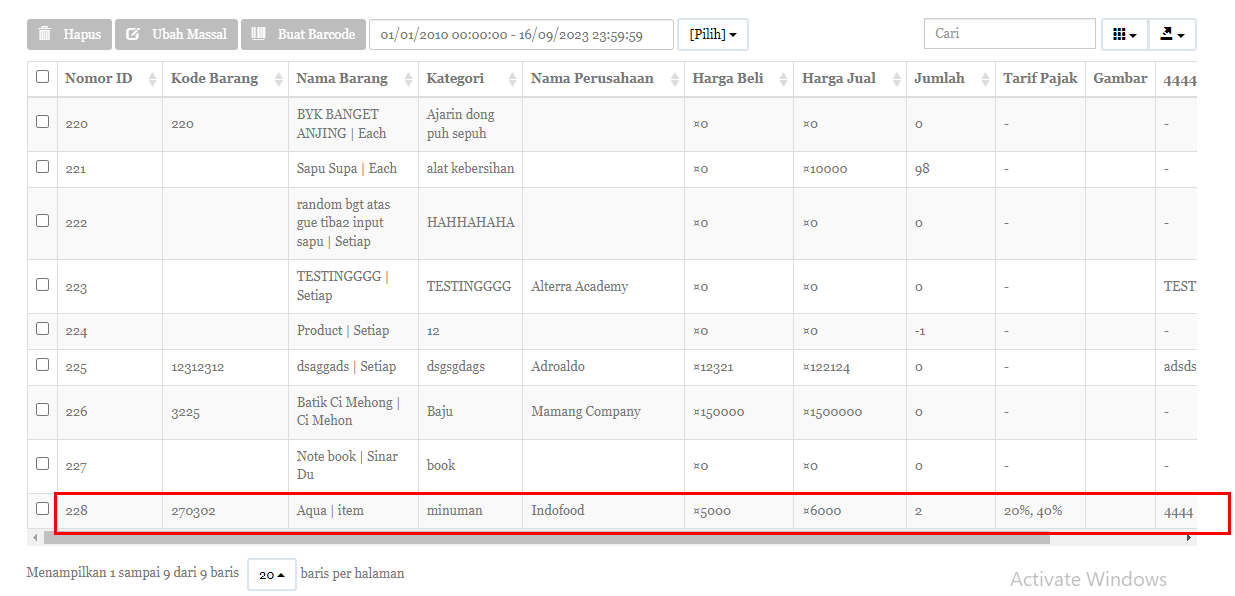 Hapus Ubah Massal Buat Barcode 01/01/2010 00:00:00 - 16/09/2023 23:59:59 [Pilih] Cari
Nomor ID Kode Barang Nama Barang Kategori Nama Perusahaan Harga Beli Harga Jual Jumlah Tarif Pajak Gambar 4444
220 220 BYK BANGET ANJING | Each Ajarin dong puh sepuh ¤0 ¤0 0 - -
221 Sapu Supa | Each alat kebersihan ¤0 ¤10000 98 - -
222 random bgt atas gue tiba2 input sapu | Setiap HAHHAHAHA ¤0 ¤0 0 - -
223 TESTINGGGG | Setiap TESTINGGGG Alterra Academy ¤0 ¤0 0 - TEST
224 Product | Setiap 12 ¤0 ¤0 -1 - -
225 12312312 dsaggads | Setiap dsgsgdags Adroaldo ¤12321 ¤122124 0 - adsds
226 3225 Batik Ci Mehong | Ci Mehon Baju Mamang Company ¤150000 ¤1500000 0 - -
227 Note book | Sinar Du book ¤0 ¤0 0 - -
228 270302 Aqua | item minuman Indofood ¤5000 ¤6000 2 20%, 40% 4444
Menampilkan 1 sampai 9 dari 9 baris 20 baris per halaman
Activate Windows